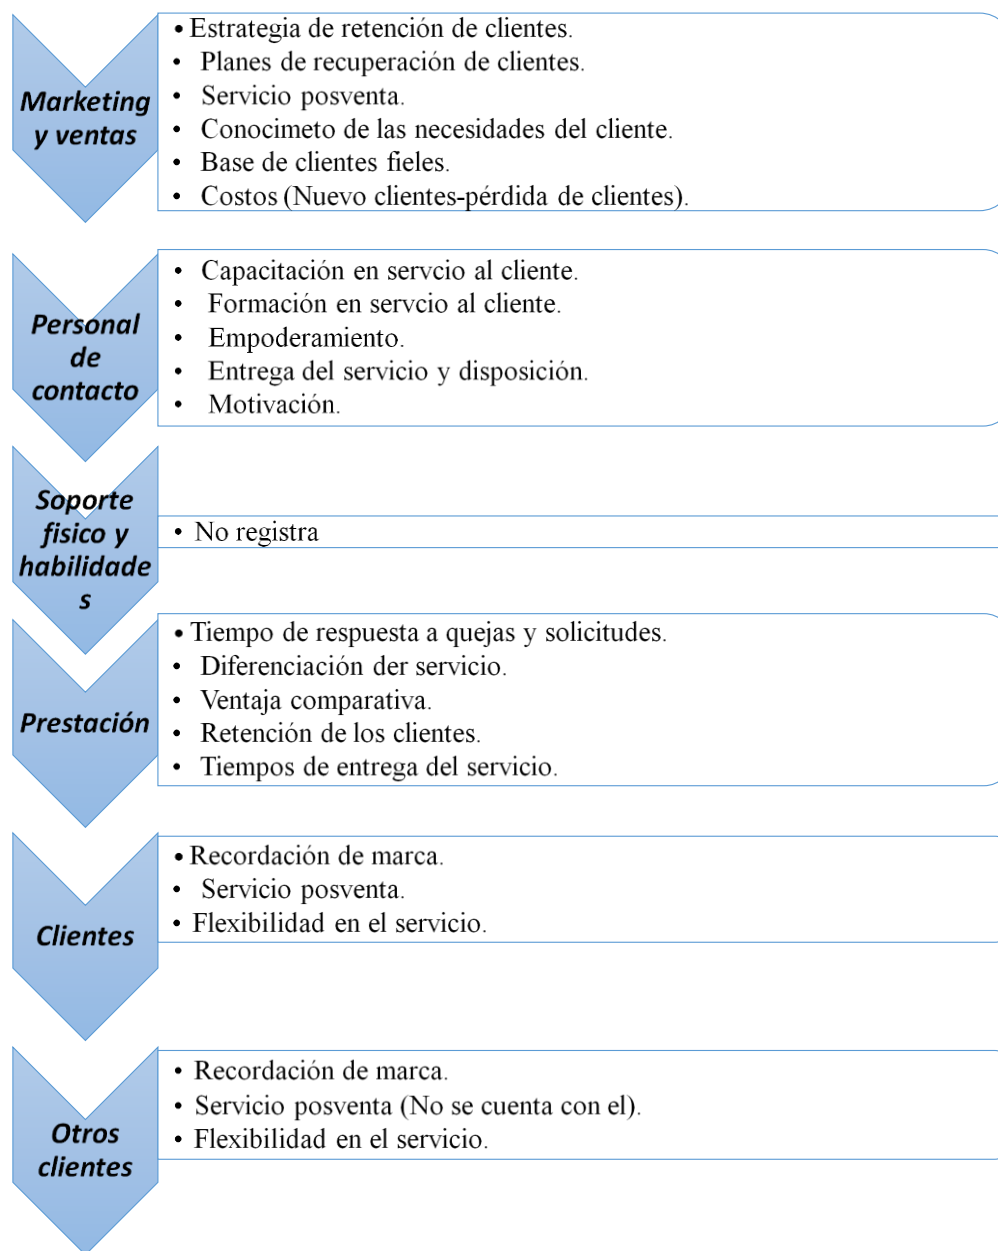 Marketing
y ventas
• Estrategia de retención de clientes.
• Planes de recuperación de clientes.
• Servicio posventa.
• Conocimeto de las necesidades del cliente.
• Base de clientes fieles.
• Costos (Nuevo clientes-pérdida de clientes).
Personal
de
contacto
• Capacitación en servcio al cliente.
• Formación en servcio al cliente.
• Empoderamiento.
• Entrega del servicio y disposición.
• Motivación.
Soporte
fisico y
habilidade
s
• No registra
Prestación
• Tiempo de respuesta a quejas y solicitudes.
• Diferenciación der servicio.
• Ventaja comparativa.
• Retención de los clientes.
• Tiempos de entrega del servicio.
Clientes
• Recordación de marca.
• Servicio posventa.
• Flexibilidad en el servicio.
Otros
clientes
• Recordación de marca.
• Servicio posventa (No se cuenta con el).
• Flexibilidad en el servicio.